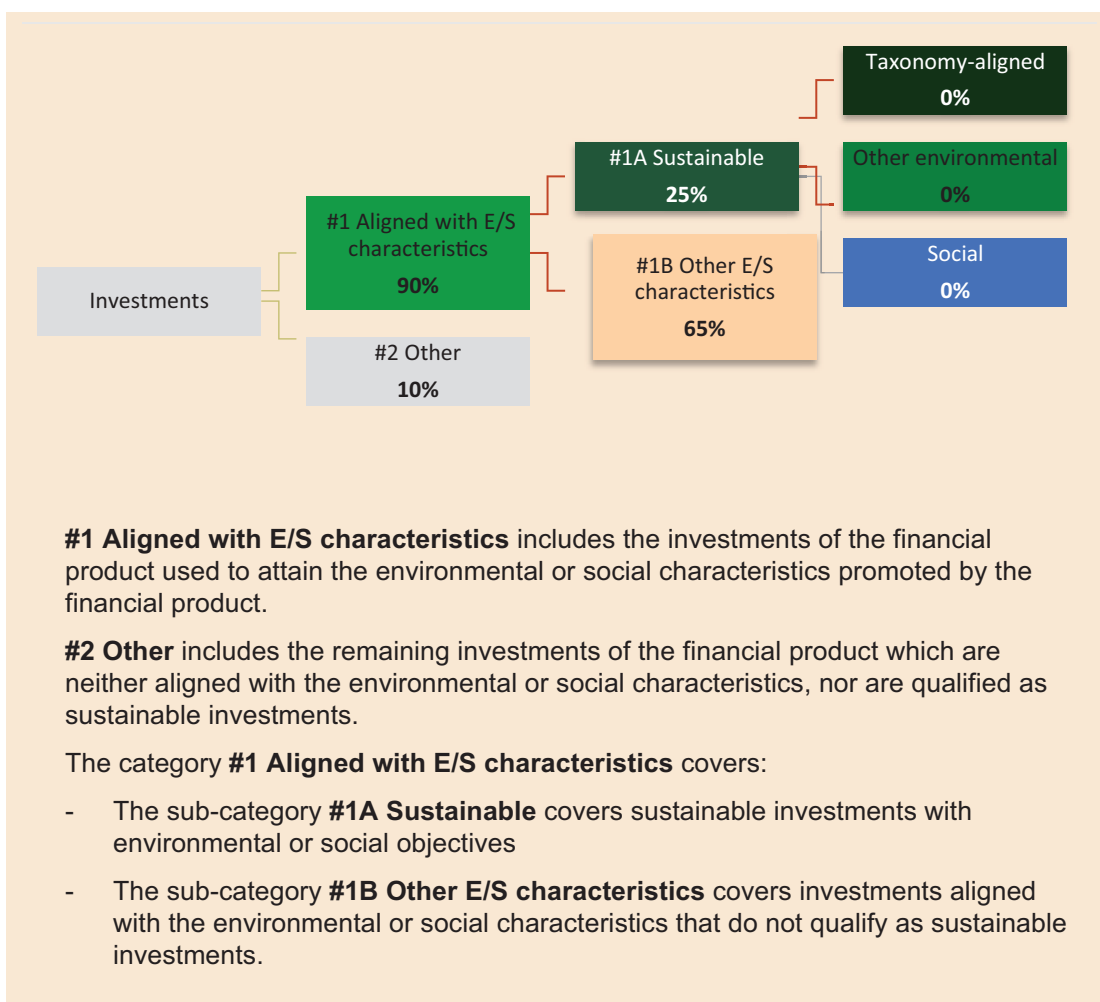 Taxonomy-aligned
0%
#1A Sustainable
25%
Other environmental
0%
#1 Aligned with E/S
characteristics
90%
#1B Other E/S
characteristics
65%
Social
0%
Investments
#2 Other
10%
#1 Aligned with E/S characteristics includes the investments of the financial
product used to attain the environmental or social characteristics promoted by the
financial product.
#2 Other includes the remaining investments of the financial product which are
neither aligned with the environmental or social characteristics, nor are qualified as
sustainable investments.
The category #1 Aligned with E/S characteristics covers:
- The sub-category #1A Sustainable covers sustainable investments with
environmental or social objectives
- The sub-category #1B Other E/S characteristics covers investments aligned
with the environmental or social characteristics that do not qualify as sustainable
investments.